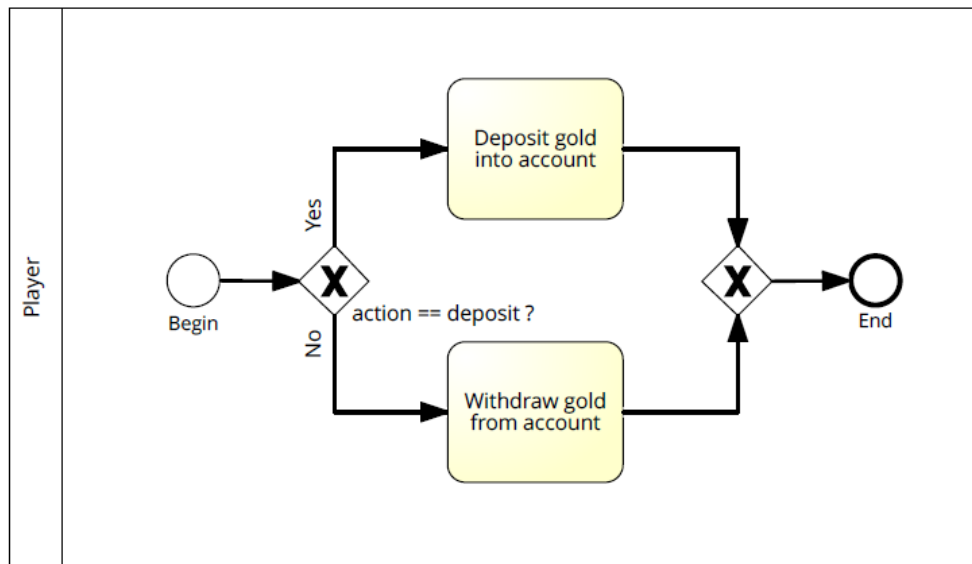 Player
Begin
Yes
No
action == deposit ?
Deposit gold
into account
Withdraw gold
from account
End